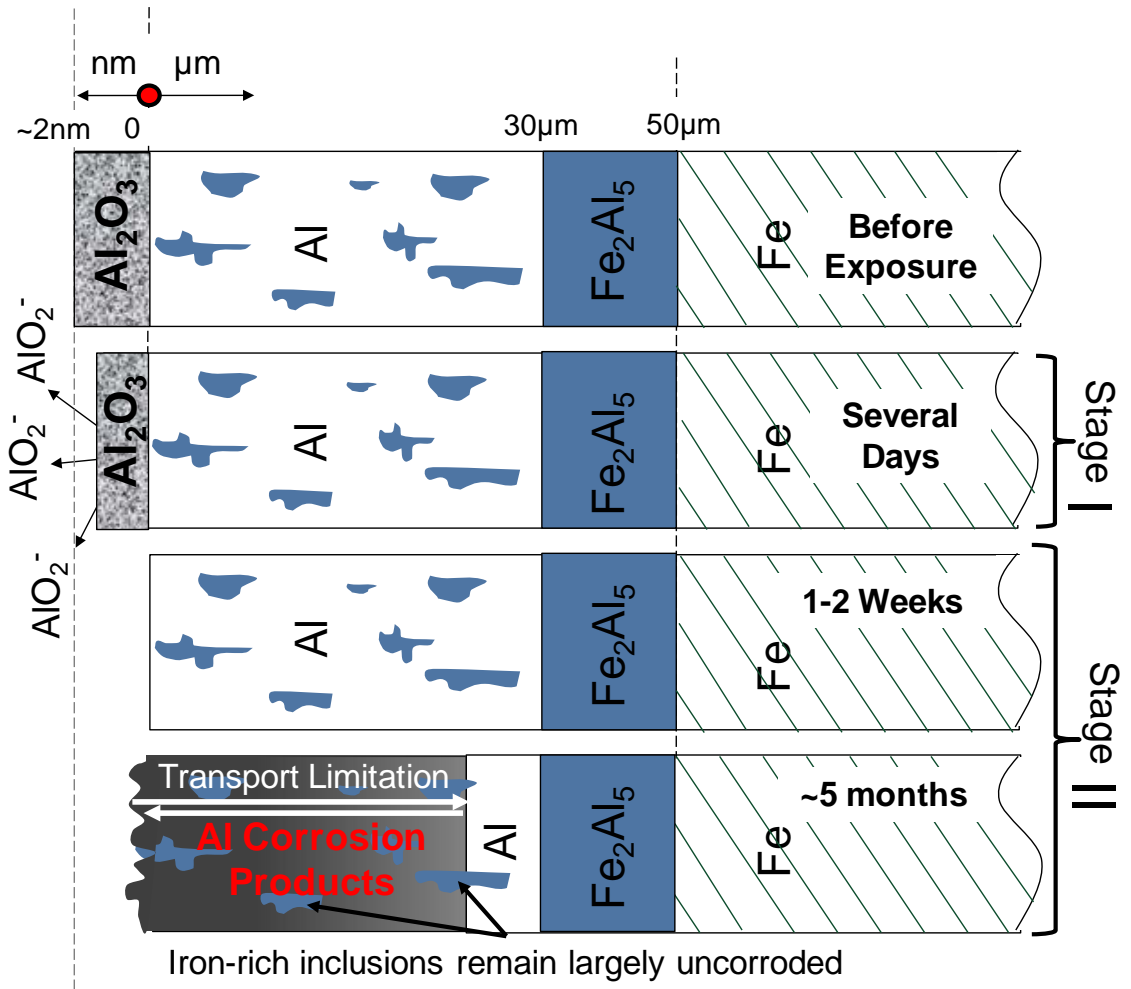 nm µm
~2nm 0 30µm 50µm
Al₂O₃ Al Fe₂Al₅ Fe
Before
Exposure
AlO₂⁻
AlO₂⁻
AlO₂⁻
Al₂O₃ Al Fe₂Al₅ Fe
Several
Days
Stage I
Al Fe₂Al₅ Fe
1-2 Weeks
Stage II
Transport Limitation
Al Corrosion
Products
Al Fe₂Al₅ Fe
~5 months
Iron-rich inclusions remain largely uncorroded